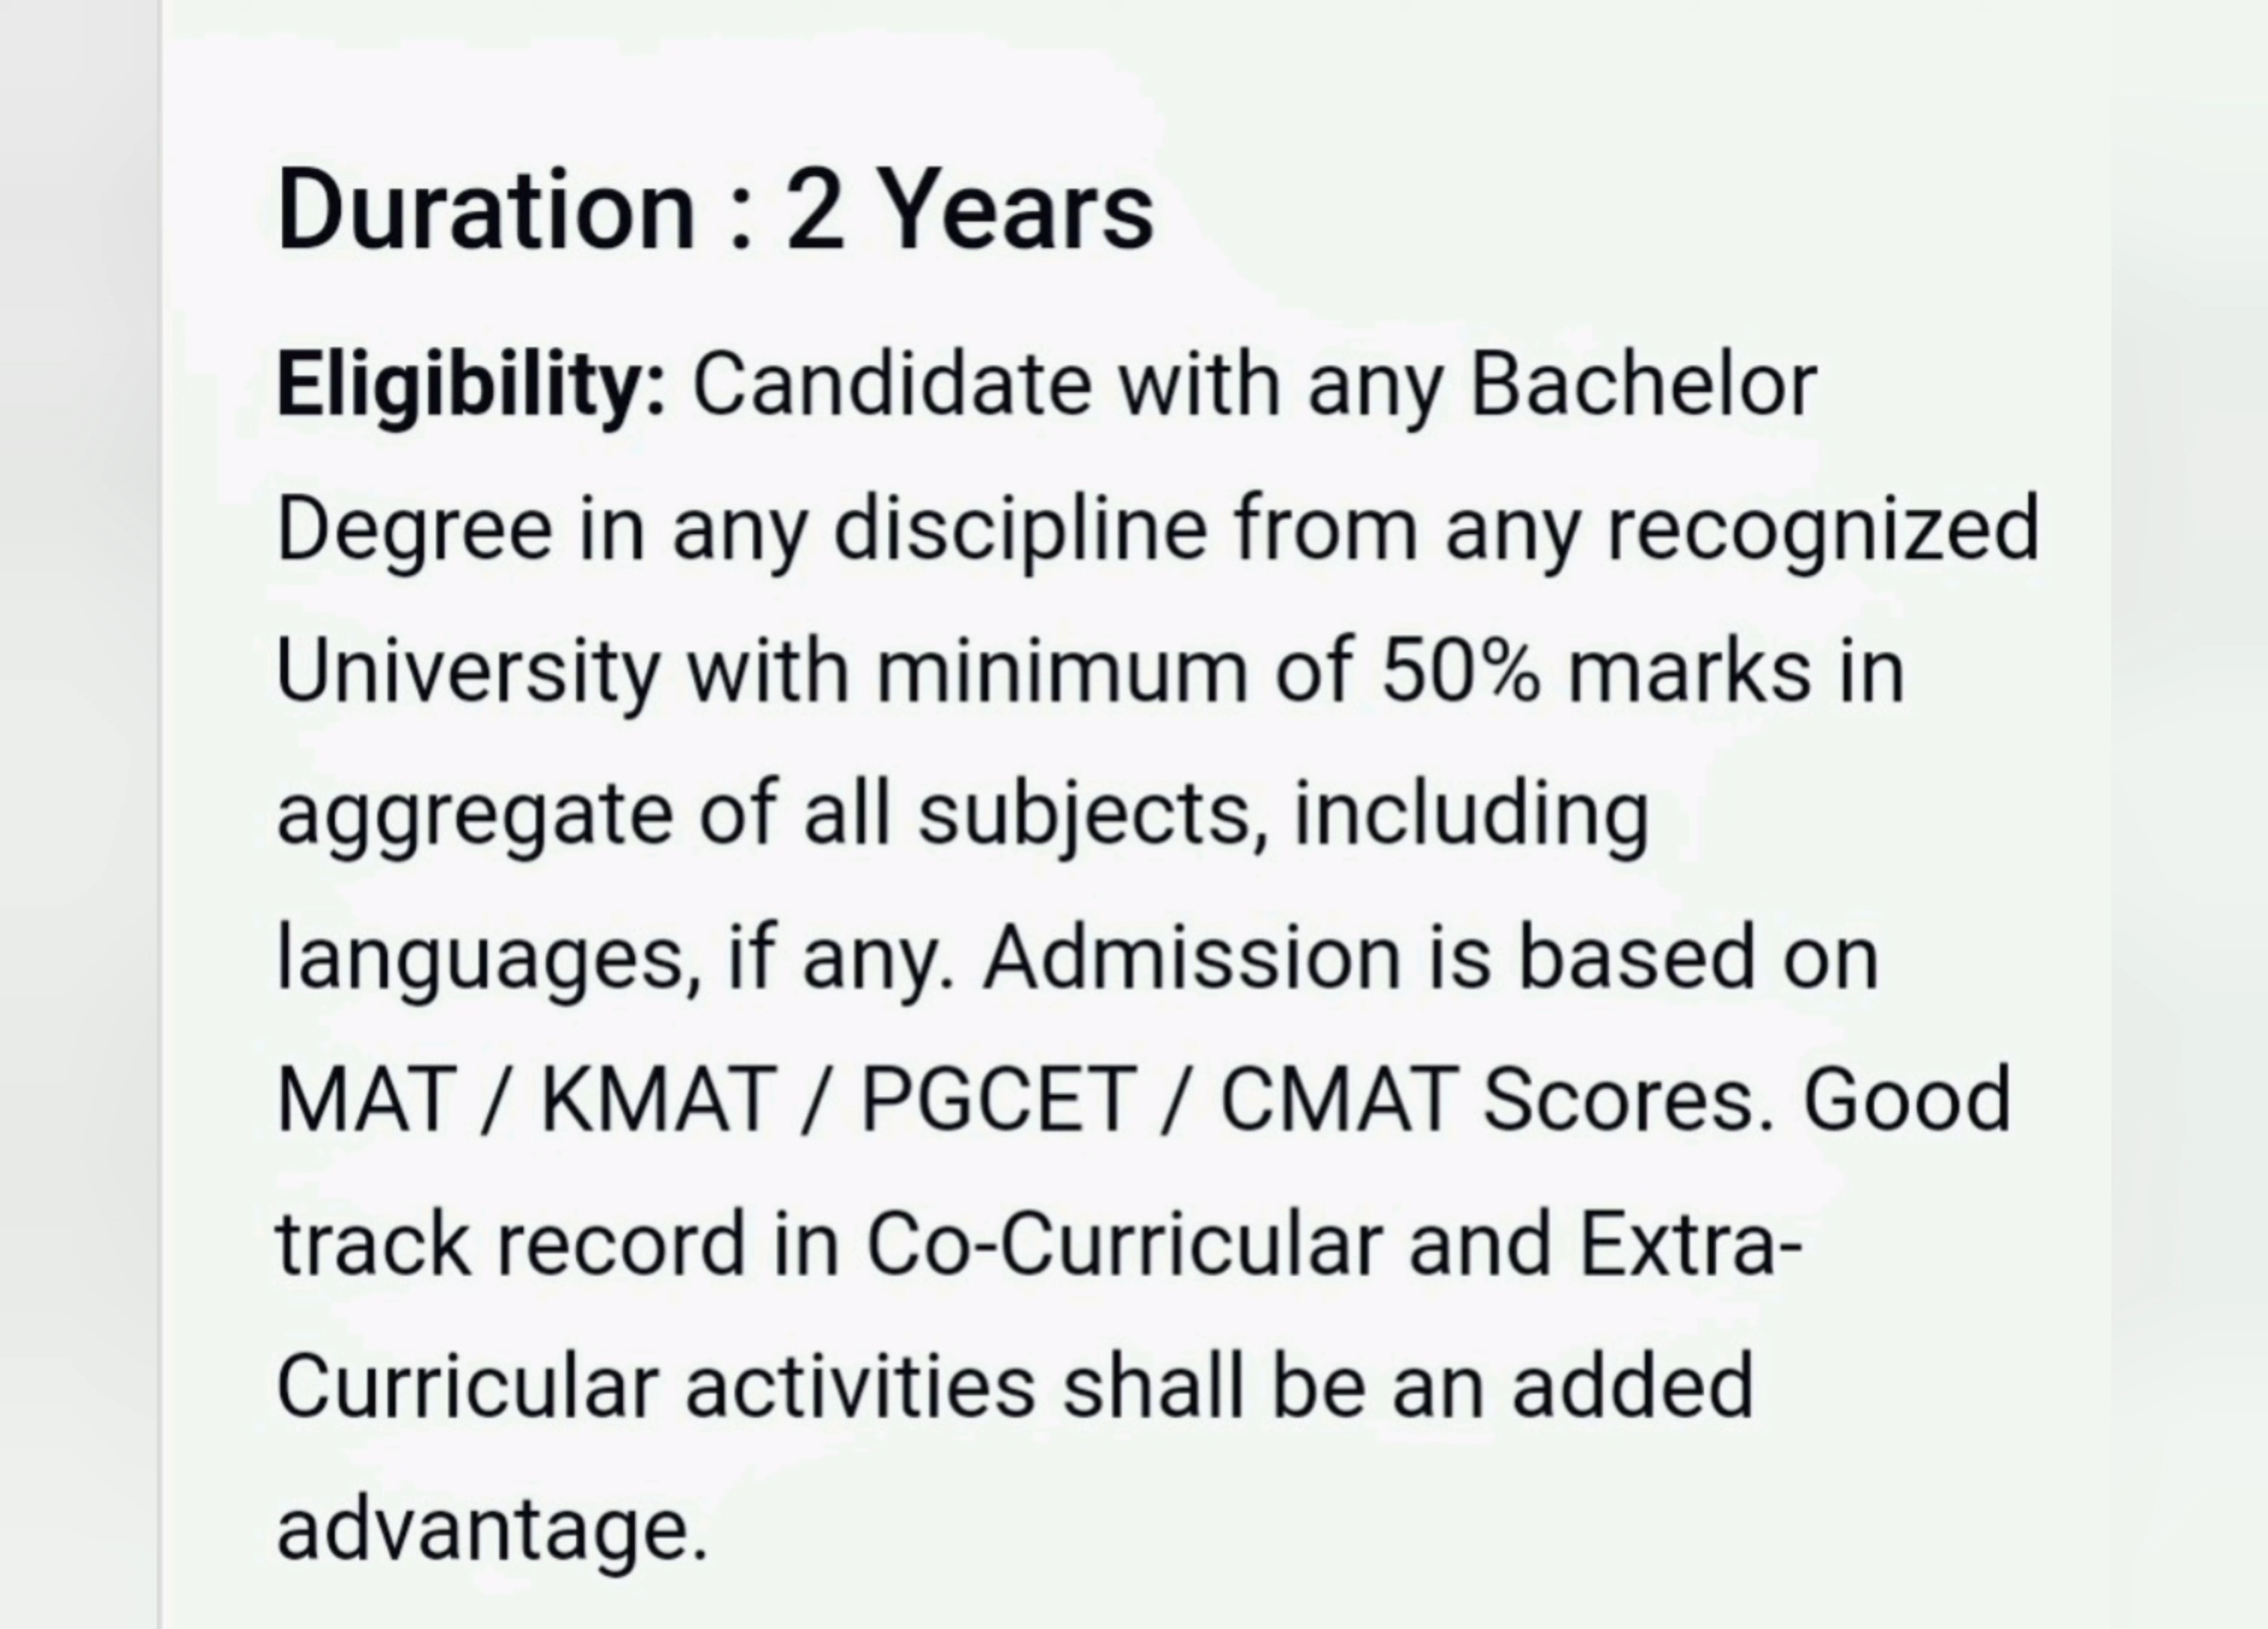 Duration : 2 Years
Eligibility: Candidate with any Bachelor
Degree in any discipline from any recognized
University with minimum of 50% marks in
aggregate of all subjects, including
languages, if any. Admission is based on
MAT / KMAT / PGCET / CMAT Scores. Good
track record in Co-Curricular and Extra-
Curricular activities shall be an added
advantage.